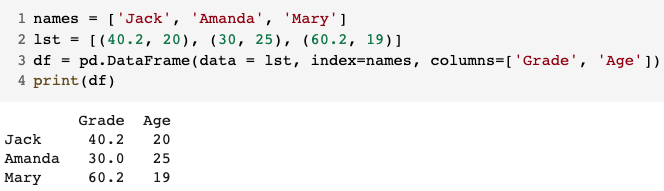 1 names = ['Jack', 'Amanda', 'Mary']
2 lst = [(40.2, 20), (30, 25), (60.2, 19)]
3 df = pd.DataFrame(data = lst, index=names, columns=['Grade', 'Age'])
4 print(df)
Grade Age
Jack 40.2 20
Amanda 30.0 25
Mary 60.2 19